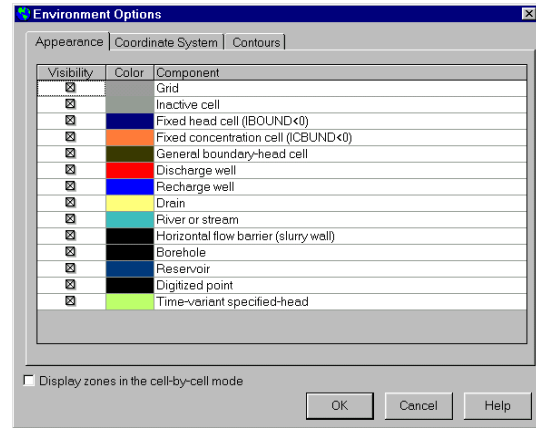 Environment Options
Appearance Coordinate System Contours
Visibility Color Component
Grid
Inactive cell
Fixed head cell (IBOUND<0)
Fixed concentration cell (ICBUND<0)
General boundary-head cell
Discharge well
Recharge well
Drain
River or stream
Horizontal flow barrier (slurry wall)
Borehole
Reservoir
Digitized point
Time-variant specified-head
Display zones in the cell-by-cell mode
OK Cancel Help